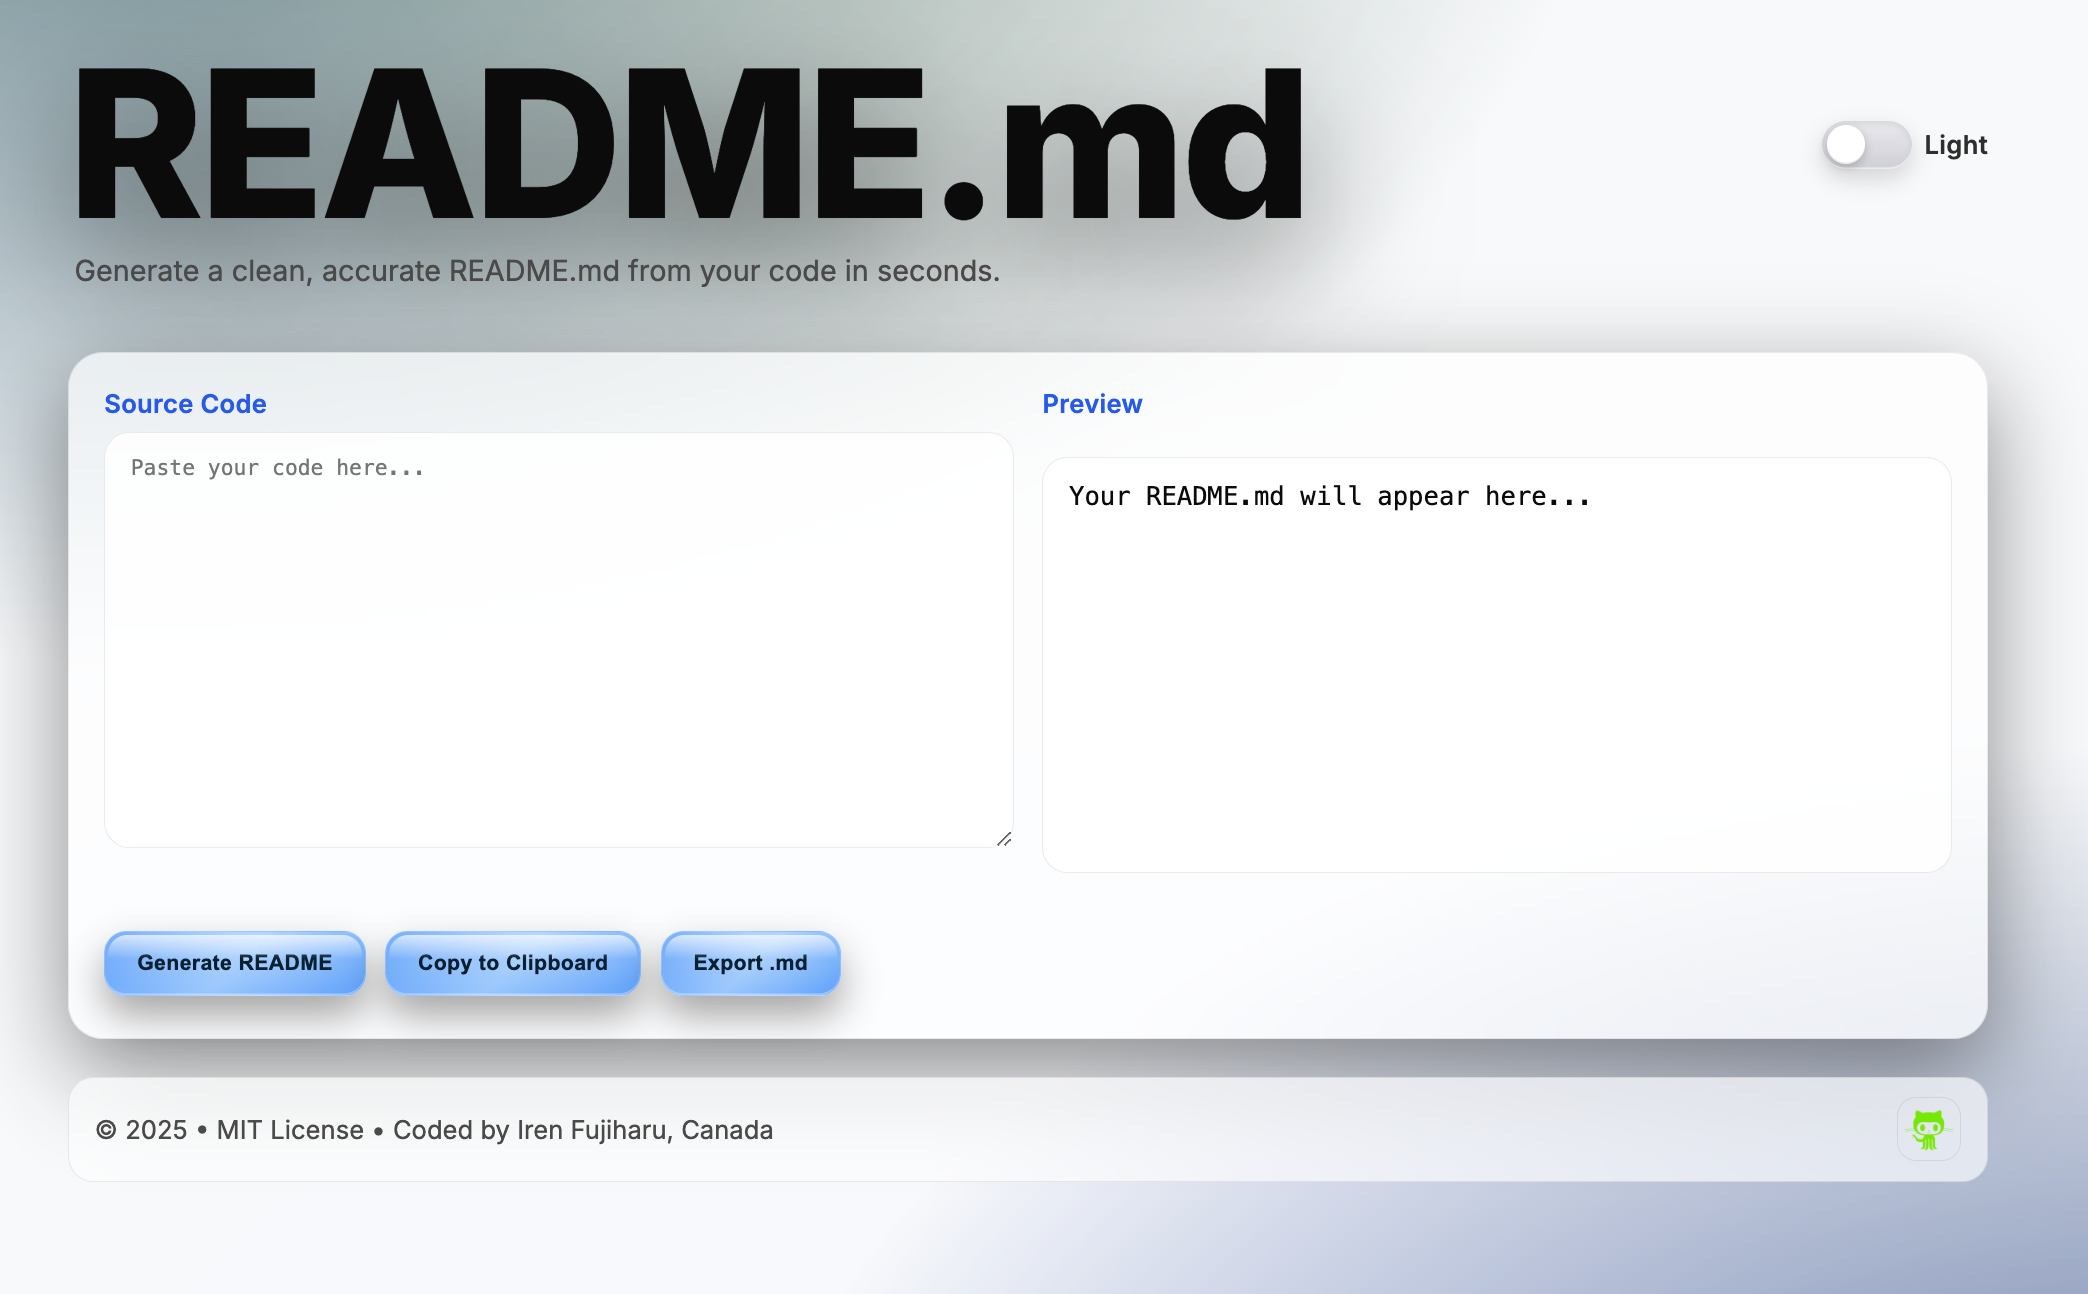 README.md
Light
Generate a clean, accurate README.md from your code in seconds.
Source Code
Paste your code here...
Preview
Your README.md will appear here...
Generate README
Copy to Clipboard
Export .md
© 2025 • MIT License • Coded by Iren Fujiharu, Canada